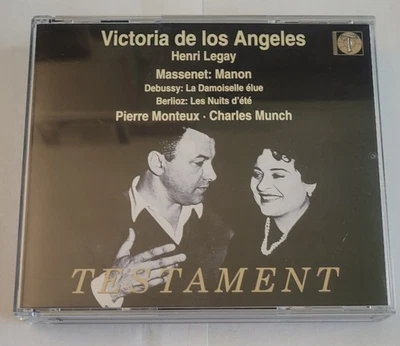 Victoria de los Angeles
Henri Legay
Massenet: Manon
Debussy: La Damoiselle élue
Berlioz: Les Nuits d'été
Pierre Monteux · Charles Munch
TESTAMENT